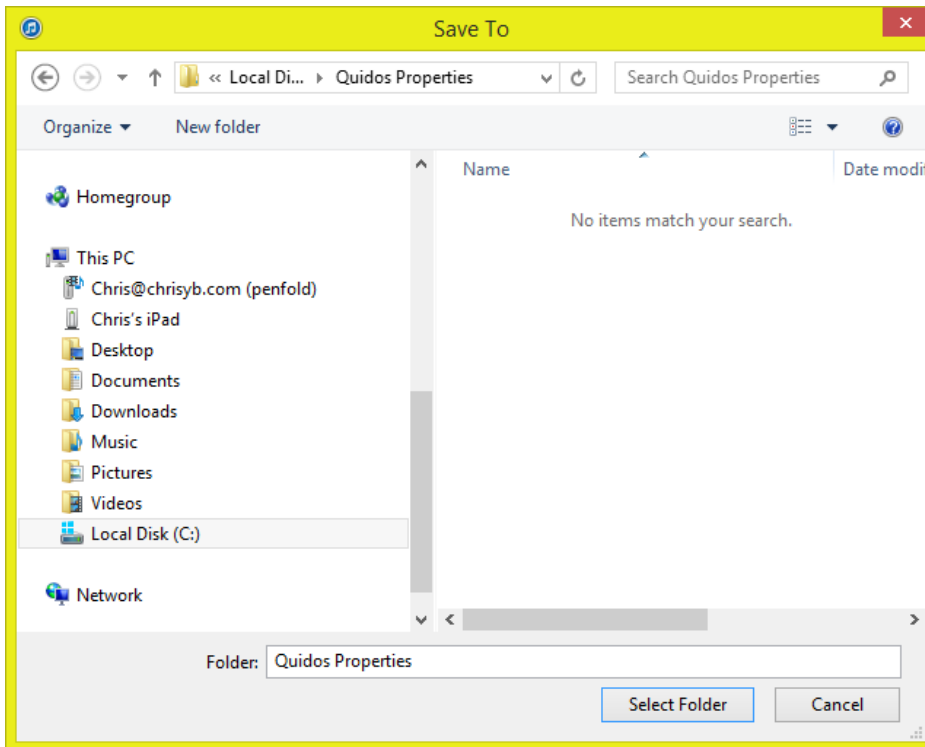 Save To
« Local Di... Quidos Properties
Search Quidos Properties
Organize
New folder
Name
Date modif
No items match your search.
Homegroup
This PC
Chris@chrisyb.com (penfold)
Chris's iPad
Desktop
Documents
Downloads
Music
Pictures
Videos
Local Disk (C:)
Network
Folder: Quidos Properties
Select Folder
Cancel